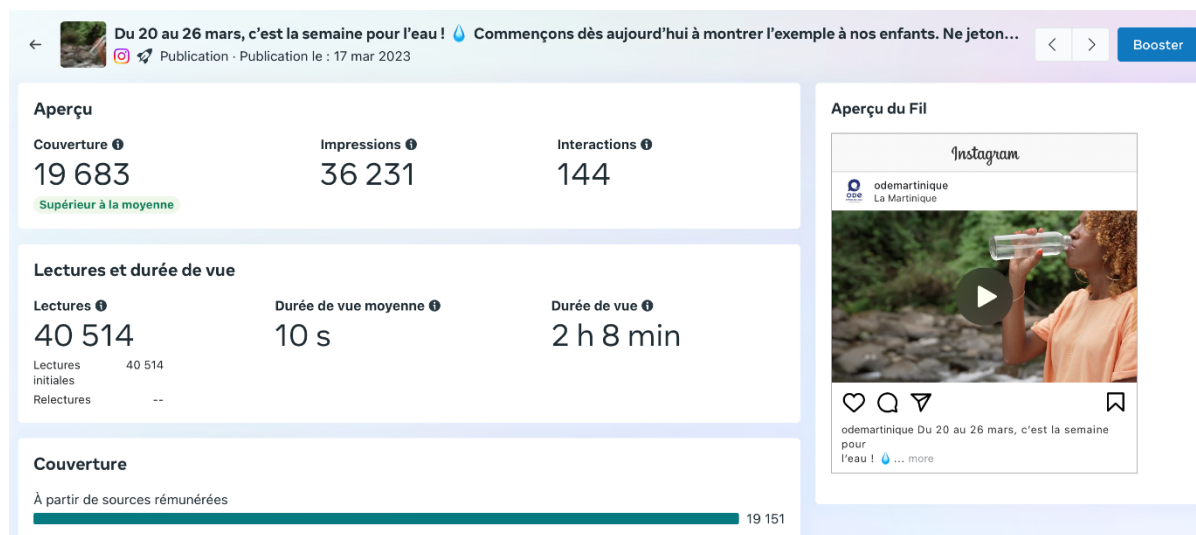 Du 20 au 26 mars, c’est la semaine pour l’eau ! 💧 Commençons dès aujourd’hui à montrer l’exemple à nos enfants. Ne jeton...
Publication · Publication le : 17 mar 2023
Booster
Aperçu
Couverture
Impressions
Interactions
19 683
36 231
144
Supérieur à la moyenne
Lectures et durée de vue
Lectures
Durée de vue moyenne
Durée de vue
40 514
10 s
2 h 8 min
Lectures 40 514
initiales
Relectures --
Couverture
À partir de sources rémunérées
19 151
Aperçu du Fil
Instagram
ODE
odemartinique
La Martinique
odemartinique Du 20 au 26 mars, c’est la semaine
pour
l’eau ! 💧 ... more